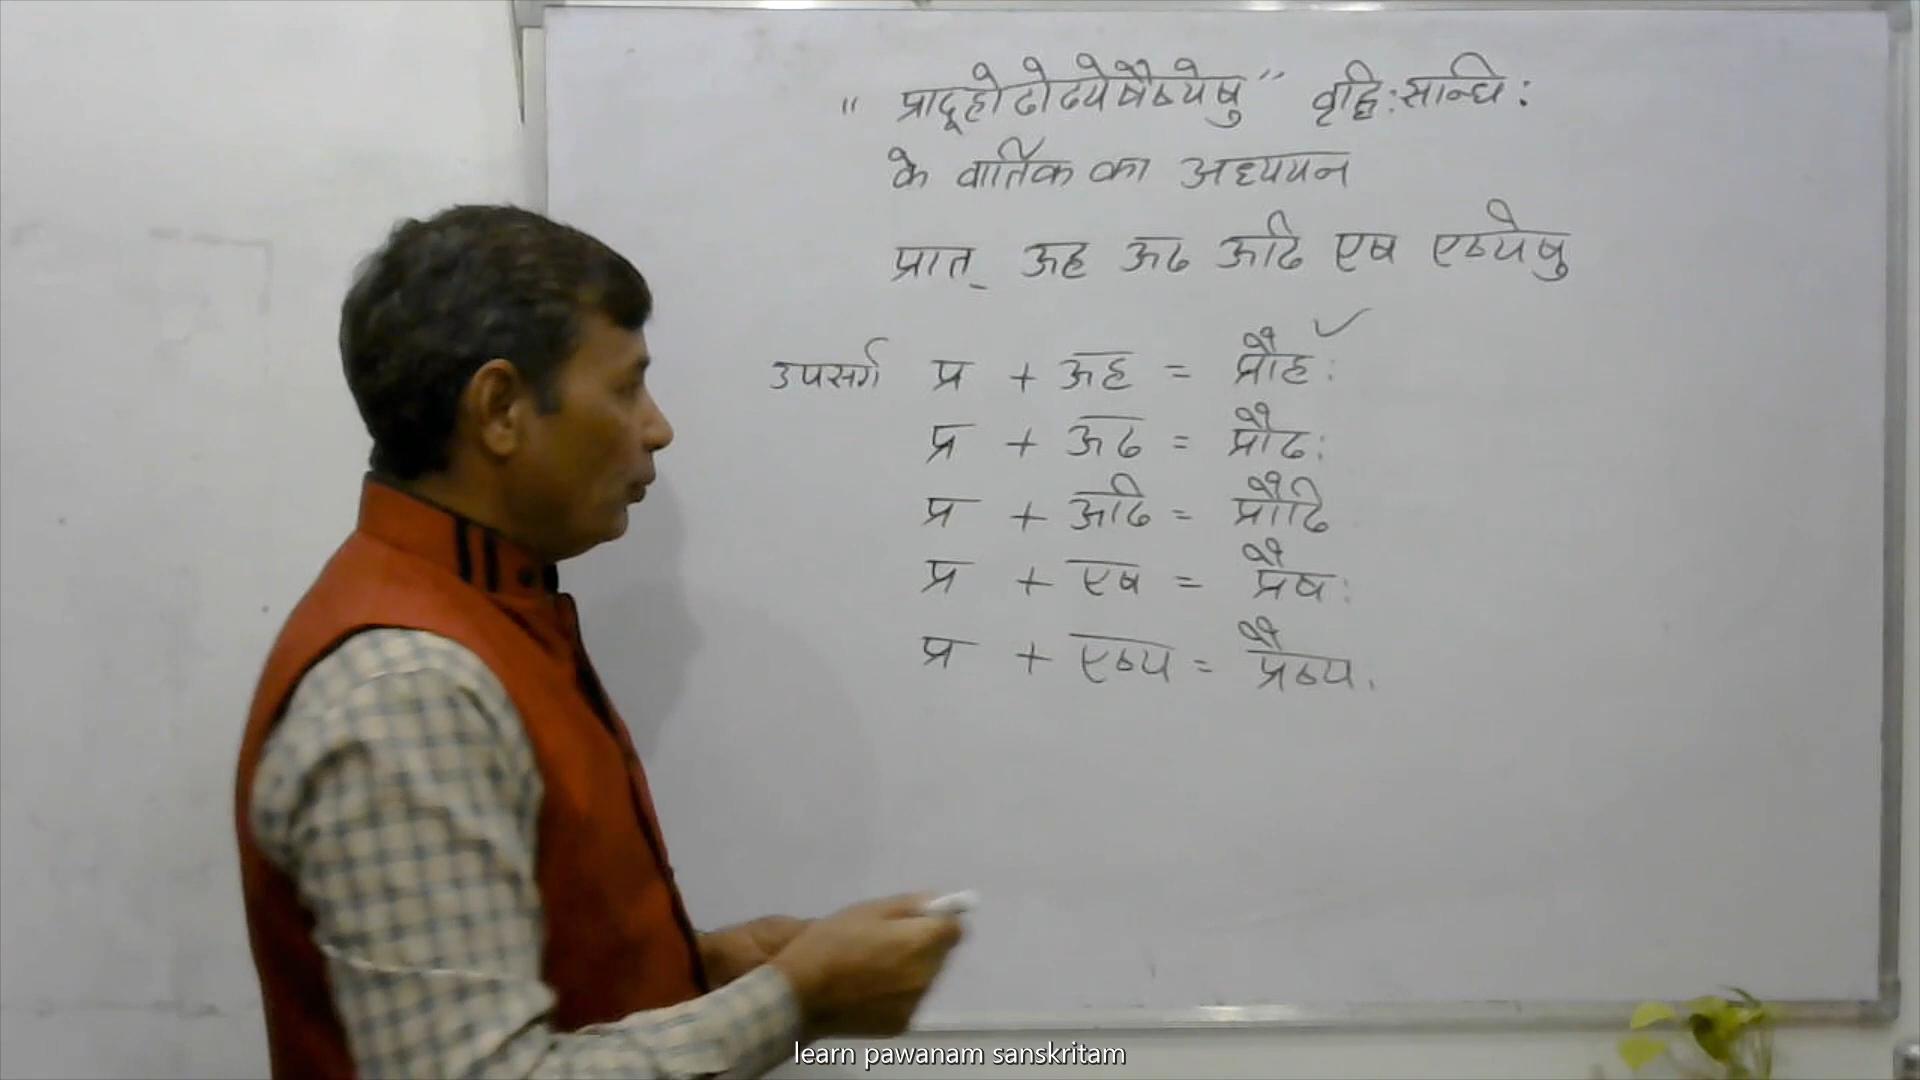 " प्रादूहोढोढ्येषैष्येषु " वृद्धि:सन्धि:
के वार्तिक का अध्ययन
प्रात् ऊह ऊढ ऊढि एष एष्येषु
उपसर्ग प्र + ऊह = प्रौह: ✓
प्र + ऊढ = प्रौढ:
प्र + ऊढि = प्रौढि
प्र + एष = प्रैष:
प्र + एष्य = प्रैष्य.
learn pawanam sanskritam